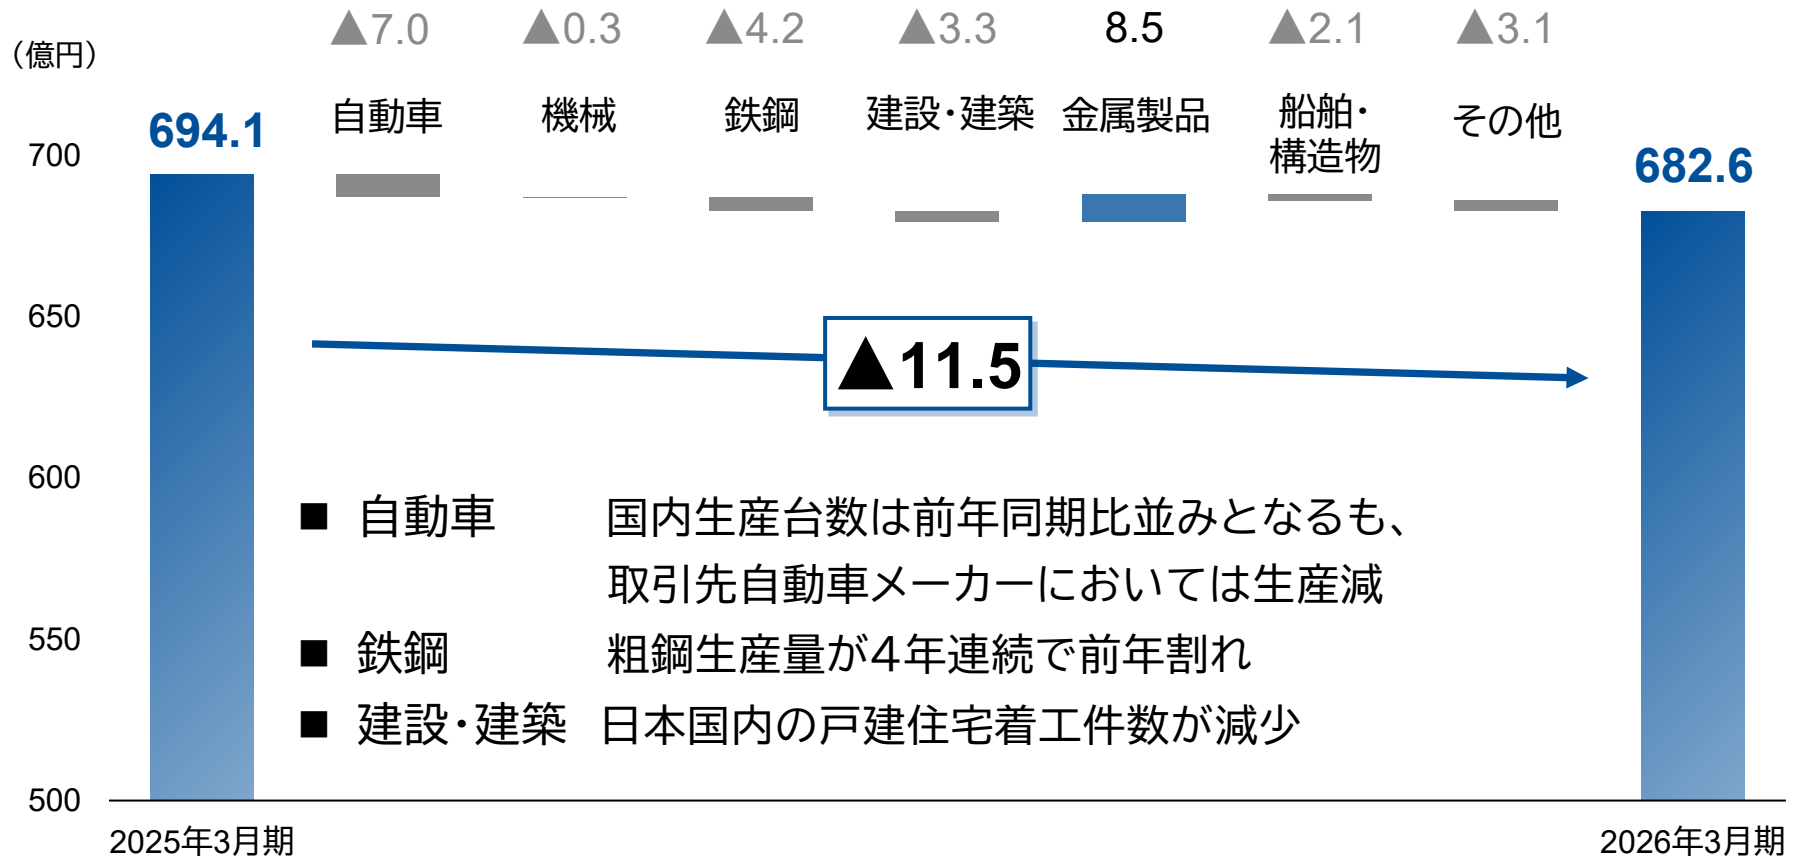 ▲7.0 ▲0.3 ▲4.2 ▲3.3 8.5 ▲2.1 ▲3.1
（億円）
自動車 機械 鉄鋼 建設・建築 金属製品 船舶・ その他
構造物
694.1
682.6
700
650
▲11.5
600
■ 自動車 国内生産台数は前年同期比並みとなるも、
取引先自動車メーカーにおいては生産減
550
■ 鉄鋼 粗鋼生産量が4年連続で前年割れ
■ 建設・建築 日本国内の戸建住宅着工件数が減少
500
2025年3月期 2026年3月期